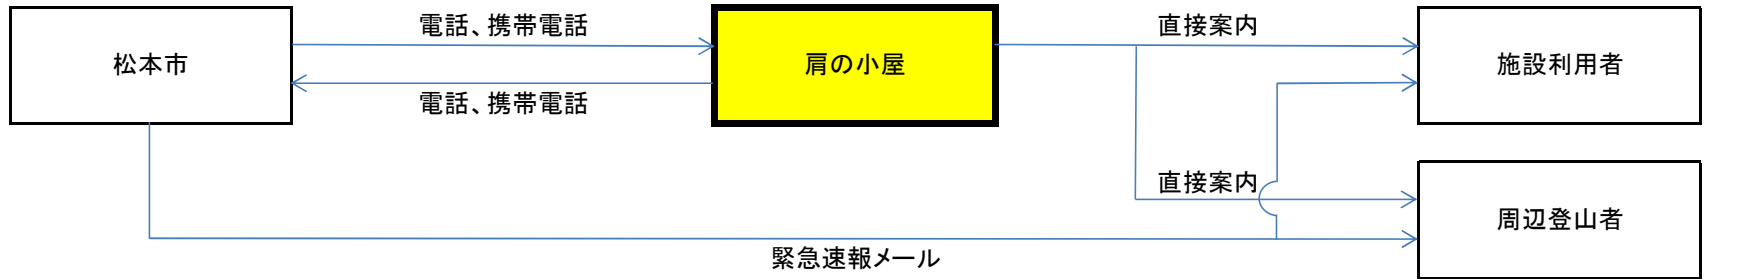 電話、携帯電話
直接案内
松本市
肩の小屋
施設利用者
電話、携帯電話
直接案内
周辺登山者
緊急速報メール